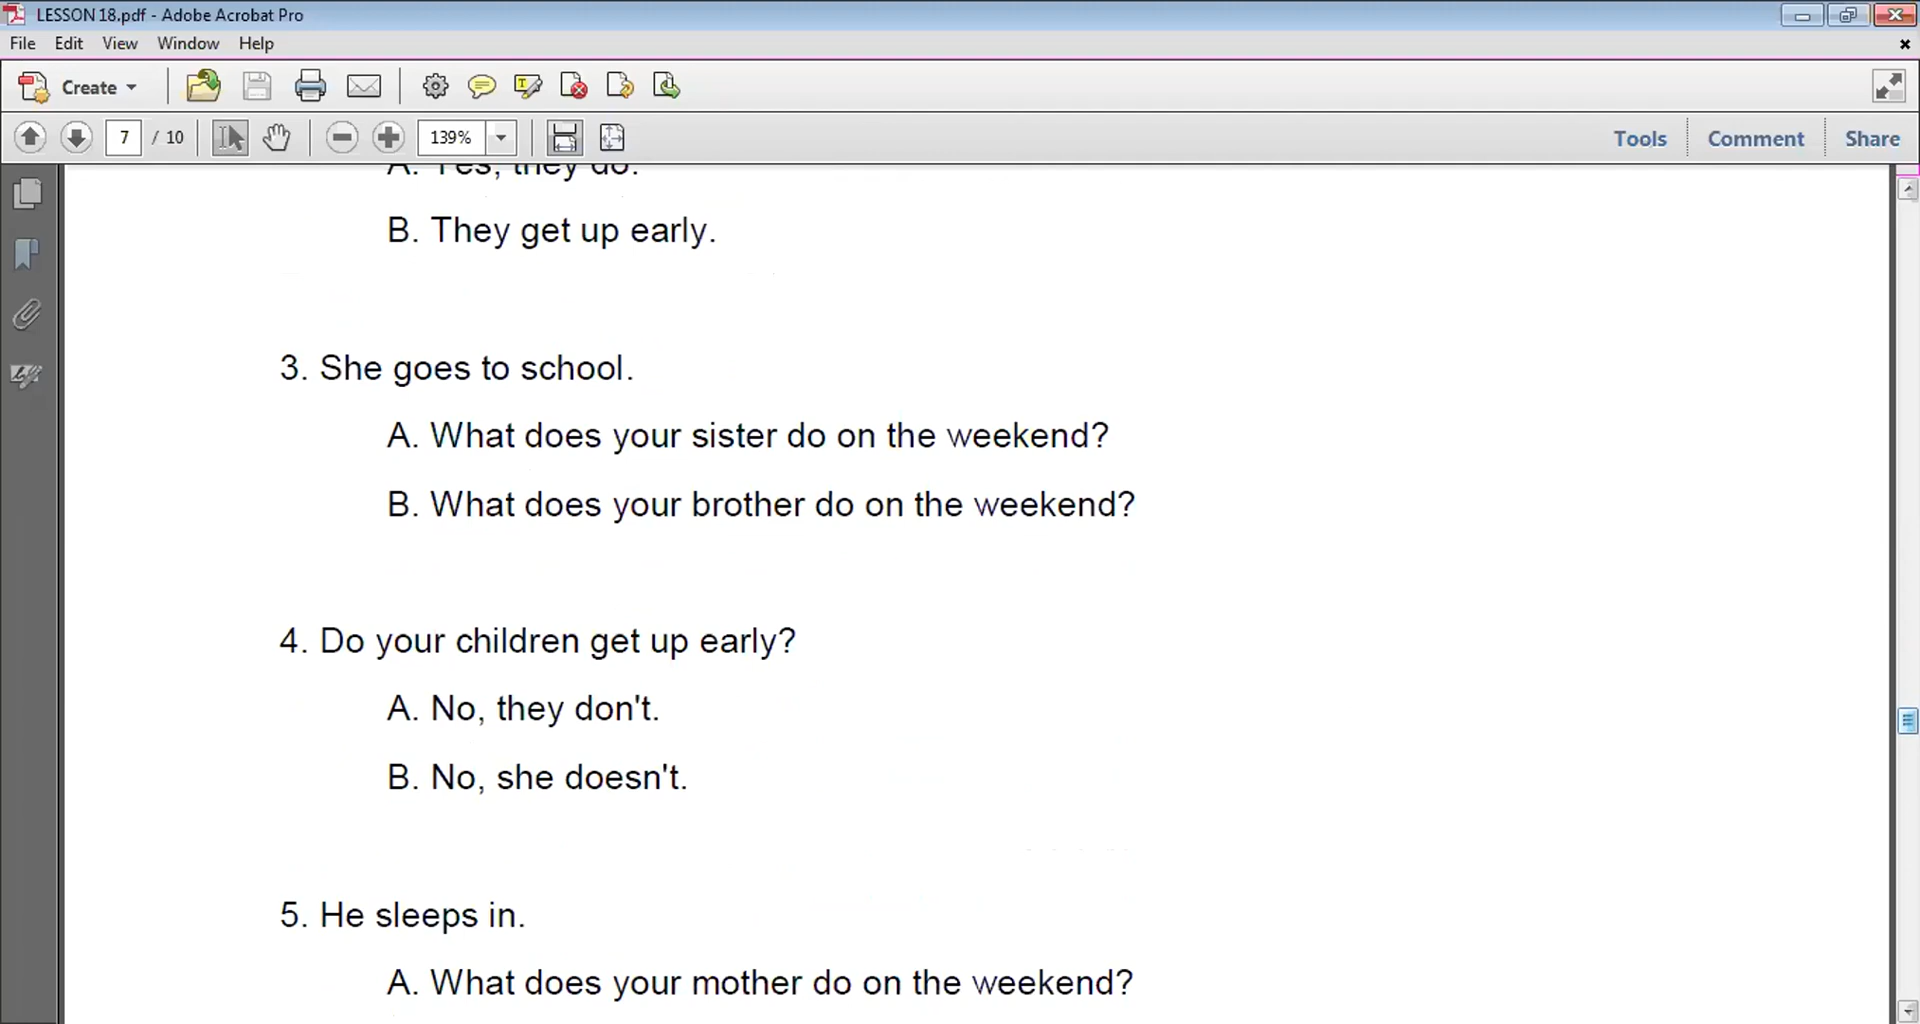 LESSON 18.pdf - Adobe Acrobat Pro
File Edit View Window Help
Create
7 / 10 139% Tools Comment Share
A. Yes, they do.
B. They get up early.
3. She goes to school.
A. What does your sister do on the weekend?
B. What does your brother do on the weekend?
4. Do your children get up early?
A. No, they don't.
B. No, she doesn't.
5. He sleeps in.
A. What does your mother do on the weekend?